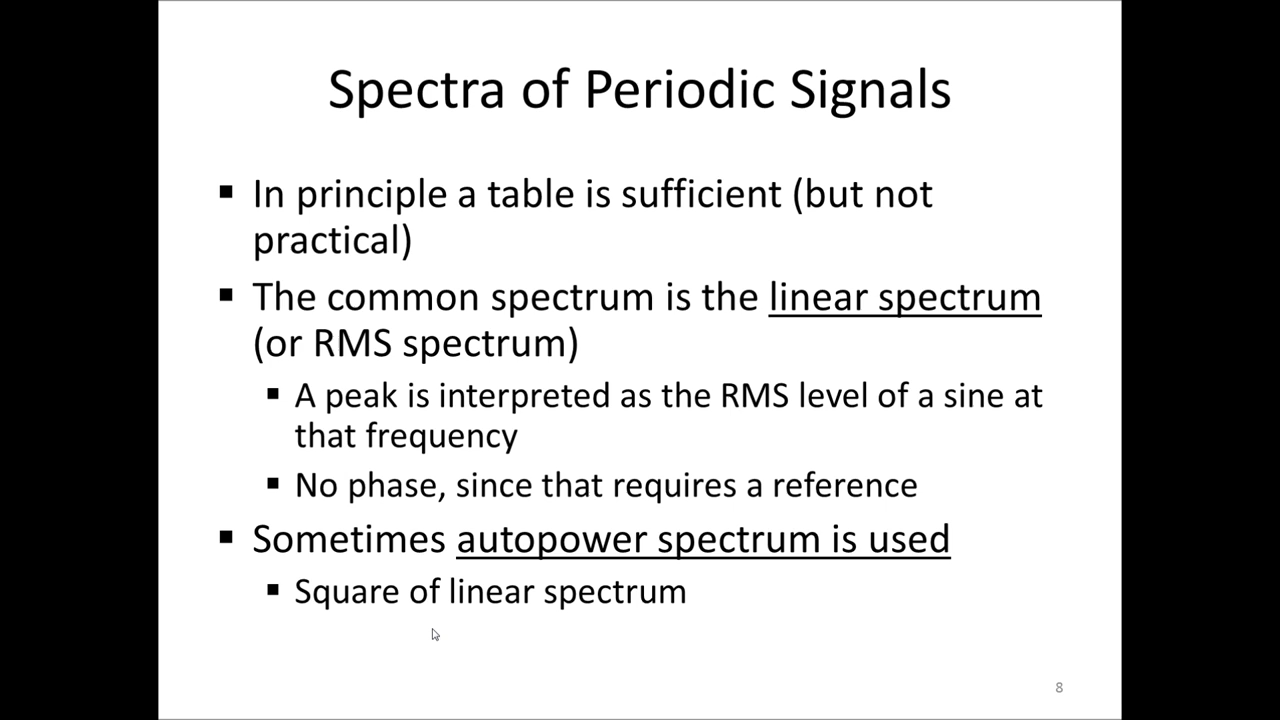 Spectra of Periodic Signals
▪ In principle a table is sufficient (but not
practical)
▪ The common spectrum is the linear spectrum
(or RMS spectrum)
▪ A peak is interpreted as the RMS level of a sine at
that frequency
▪ No phase, since that requires a reference
▪ Sometimes autopower spectrum is used
▪ Square of linear spectrum
8